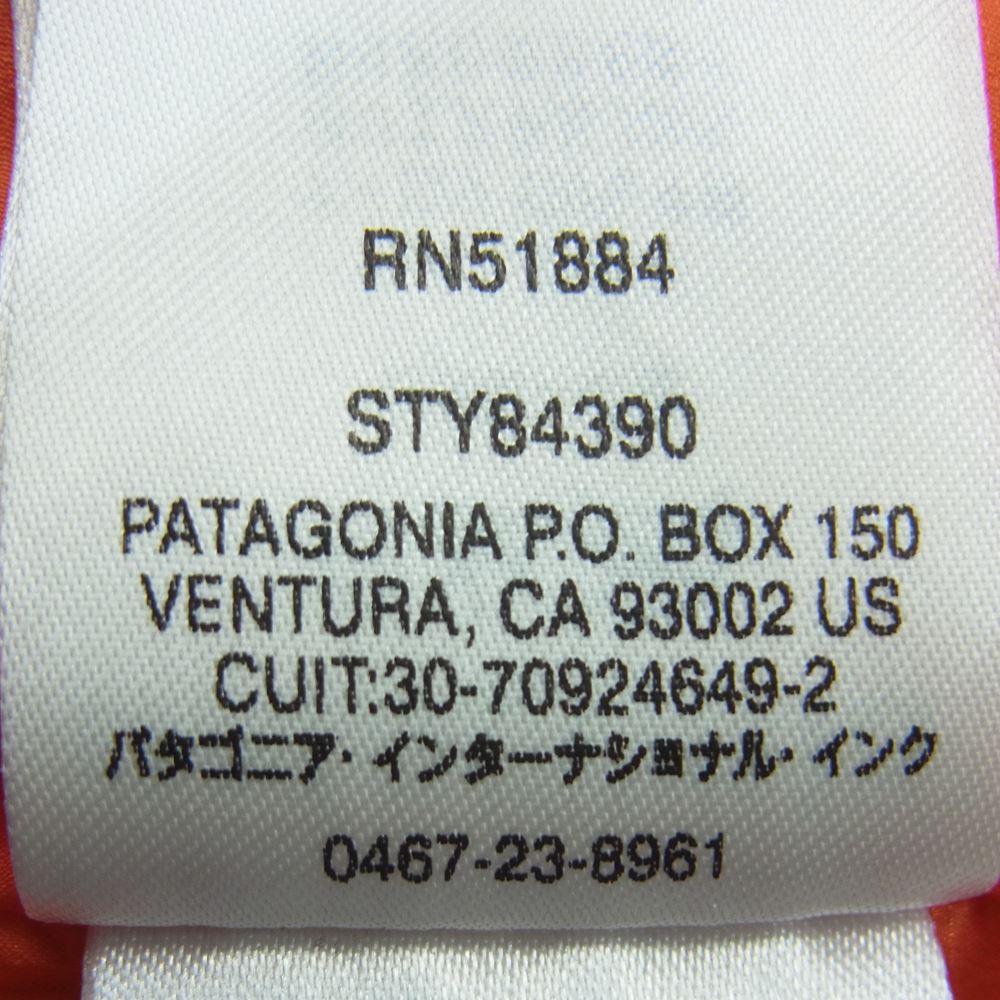 RN51884
STY84390
PATAGONIA P.O. BOX 150
VENTURA, CA 93002 US
CUIT:30-70924649-2
パタゴニア・インターナショナル・インク
0467-23-8961